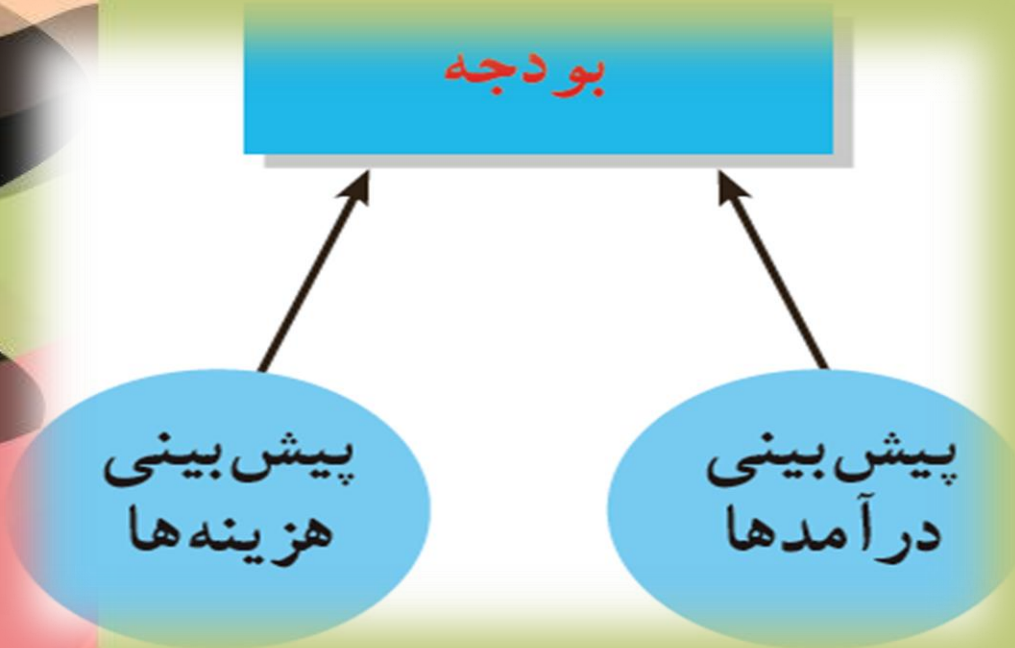 بودجه
پیش‌بینی
درآمدها
پیش‌بینی
هزینه‌ها